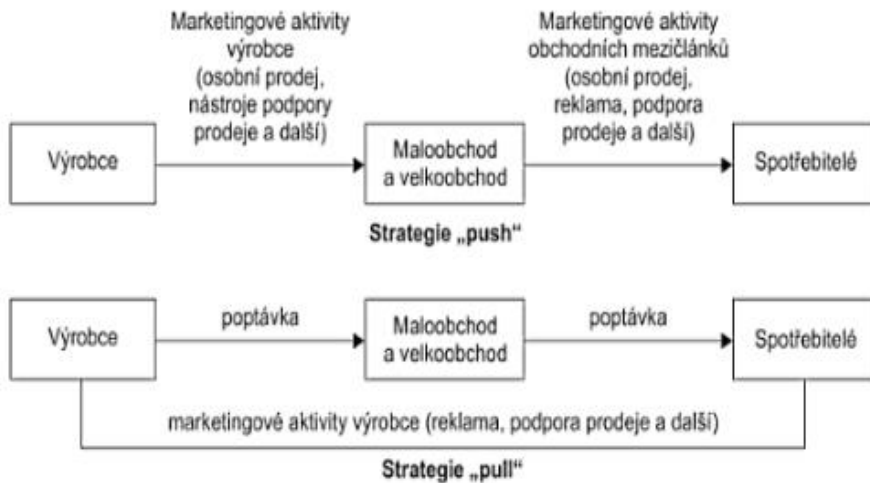 Marketingové aktivity
výrobce
(osobní prodej,
nástroje podpory
prodeje a další)
Marketingové aktivity
obchodních mezičlánků
(osobní prodej,
reklama, podpora
prodeje a další)
Výrobce
Maloobchod
a velkoobchod
Spotřebitelé
Strategie „push“
Výrobce
poptávka
Maloobchod
a velkoobchod
poptávka
Spotřebitelé
marketingové aktivity výrobce (reklama, podpora prodeje a další)
Strategie „pull“